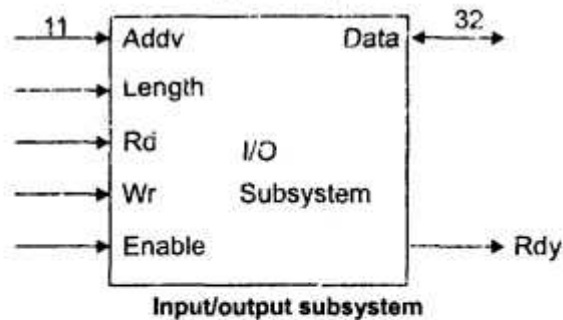 11 Addv Data 32
Length
Rd I/O
Wr Subsystem
Enable Rdy
Input/output subsystem